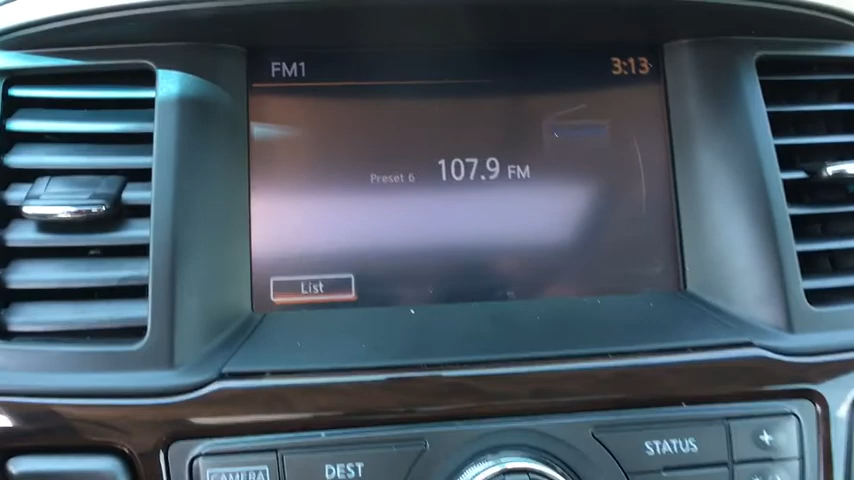 FM1 3:13
Preset 6 107.9 FM
List
STATUS +
CAMERA DEST